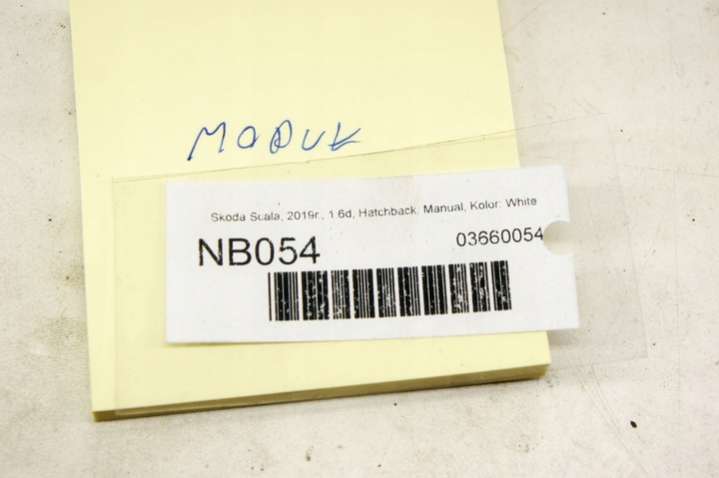 MODUŁ
Skoda Scala, 2019r., 1.6d, Hatchback, Manual, Kolor: White
NB054
03660054